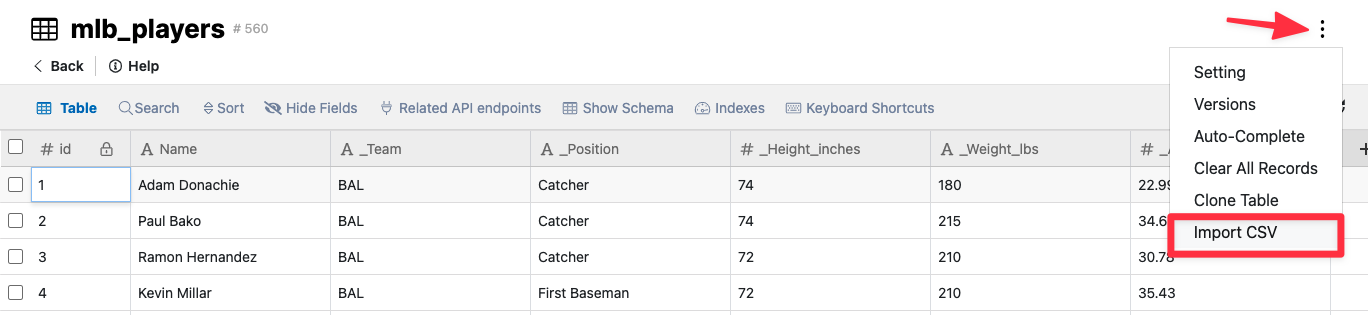 mlb_players # 560
Back Help
Setting
Versions
Auto-Complete
Clear All Records
Clone Table
Import CSV
Table Search Sort Hide Fields Related API endpoints Show Schema Indexes Keyboard Shortcuts
# id A Name A _Team A _Position # _Height_inches A _Weight_lbs #
1 Adam Donachie BAL Catcher 74 180 22.99
2 Paul Bako BAL Catcher 74 215 34.6
3 Ramon Hernandez BAL Catcher 72 210 30.78
4 Kevin Millar BAL First Baseman 72 210 35.43